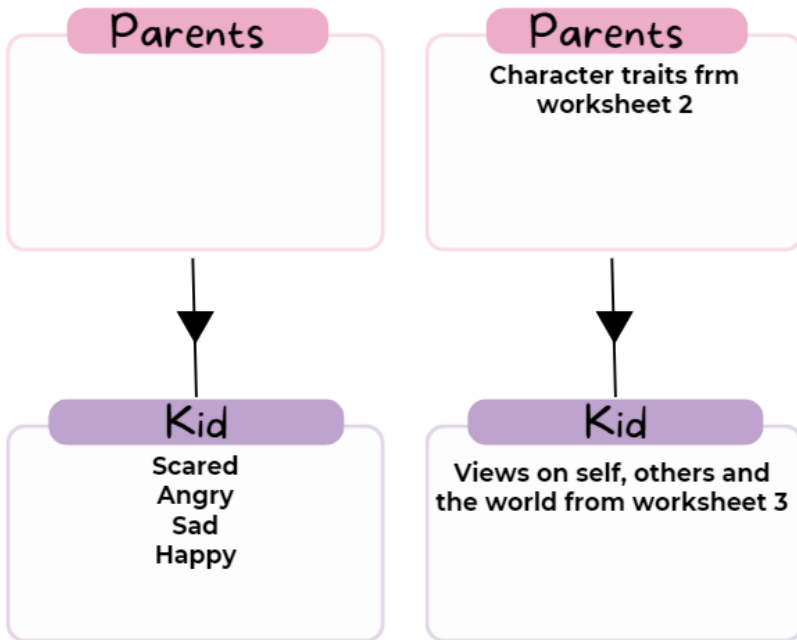 Parents
Kid
Scared
Angry
Sad
Happy
Parents
Character traits frm
worksheet 2
Kid
Views on self, others and
the world from worksheet 3